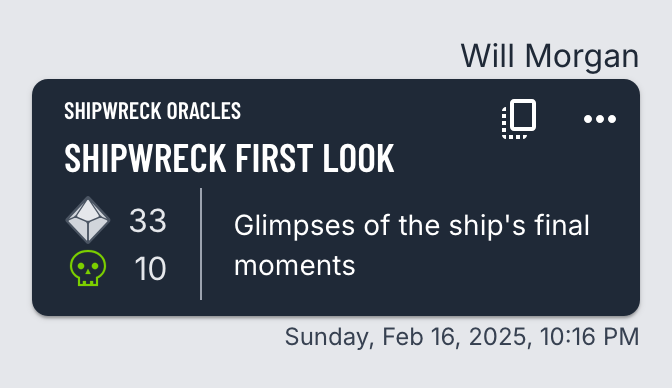 Will Morgan
SHIPWRECK ORACLES
SHIPWRECK FIRST LOOK
33
10
Glimpses of the ship's final
moments
Sunday, Feb 16, 2025, 10:16 PM